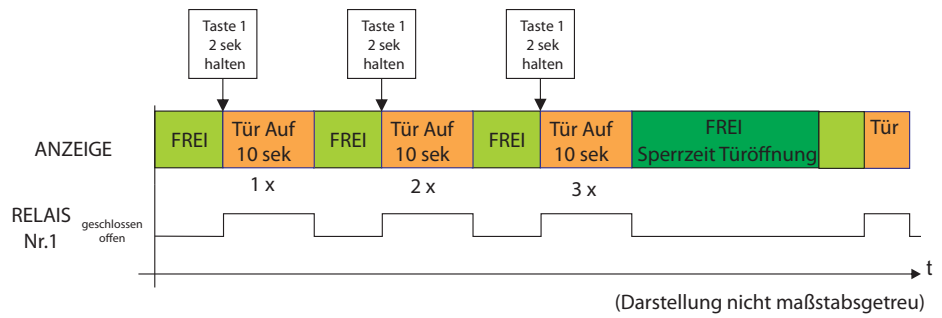 Taste 1
2 sek
halten
Taste 1
2 sek
halten
Taste 1
2 sek
halten
ANZEIGE
FREI
Tür Auf
10 sek
FREI
Tür Auf
10 sek
FREI
Tür Auf
10 sek
FREI
Sperrzeit Türöffnung
Tür
1 x
2 x
3 x
RELAIS
Nr.1
geschlossen
offen
t
(Darstellung nicht maßstabsgetreu)